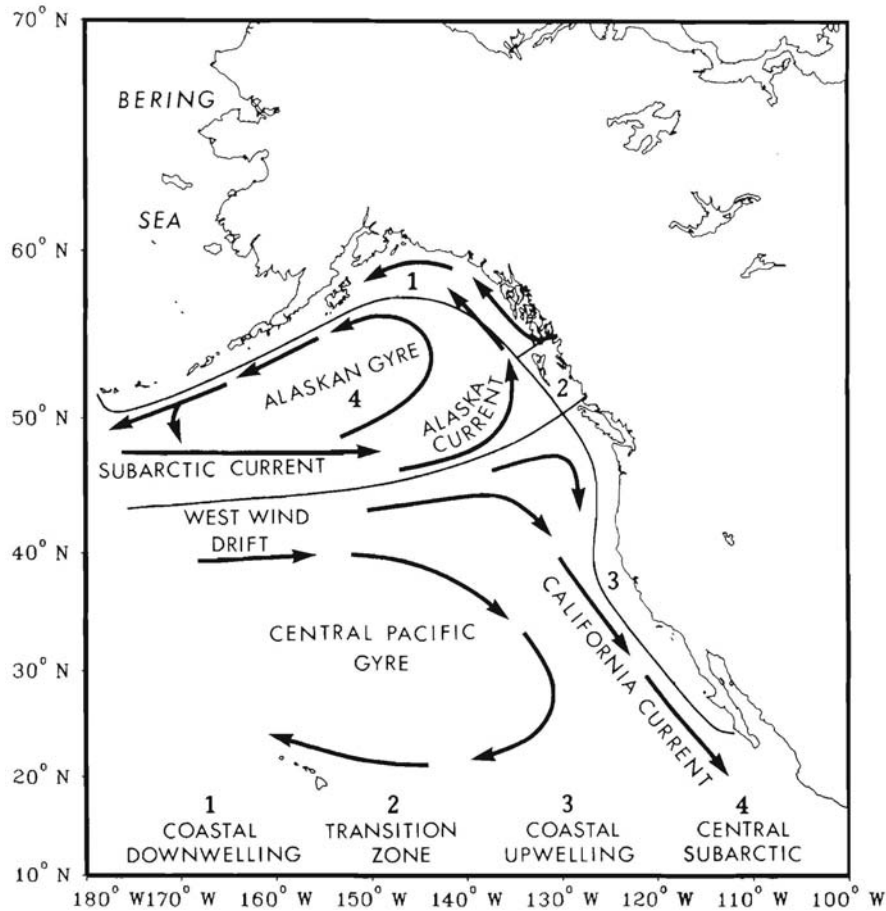 70° N
BERING
SEA
60° N
1
ALASKAN GYRE
4
ALASKA
CURRENT
2
50° N
SUBARCTIC CURRENT
WEST WIND
DRIFT
40° N
3
CENTRAL PACIFIC
GYRE
CALIFORNIA CURRENT
30° N
20° N
1
COASTAL
DOWNWELLING
2
TRANSITION
ZONE
3
COASTAL
UPWELLING
4
CENTRAL
SUBARCTIC
10° N
180° W 170° W 160° W 150° W 140° W 130° W 120° W 110° W 100° W